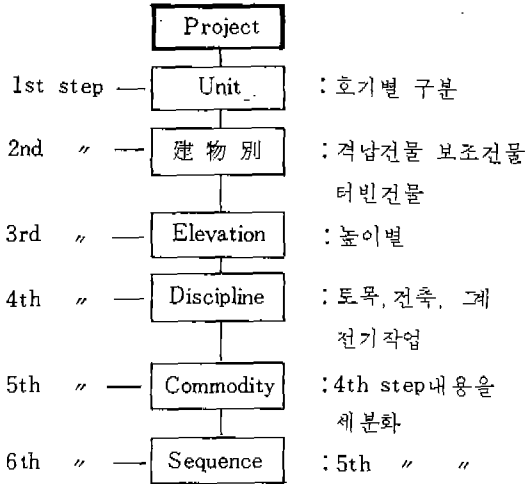 Project
1st step — Unit : 호기별 구분
2nd 〃 — 建物別 : 격납건물 보조건물
터빈건물
3rd 〃 — Elevation : 높이별
4th 〃 — Discipline : 토목, 건축, 계
전기작업
5th 〃 — Commodity : 4th step내용을
세분화
6th 〃 — Sequence : 5th 〃 〃